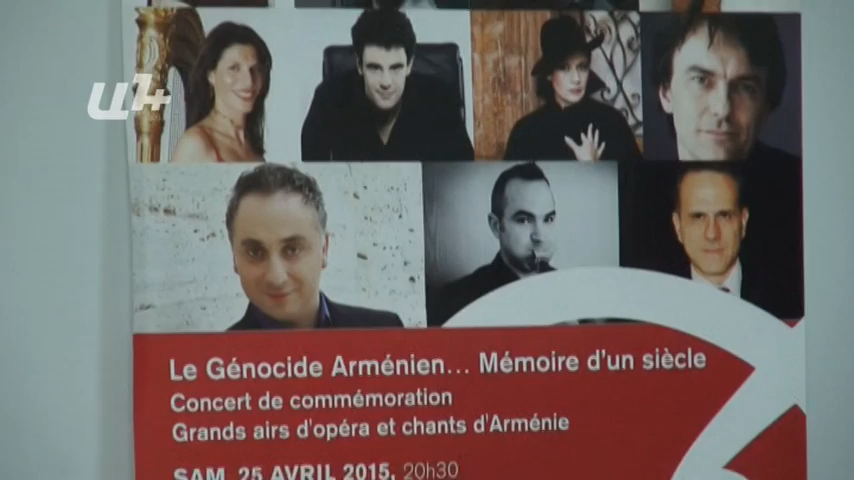 ա1+
Le Génocide Arménien... Mémoire d'un siècle
Concert de commémoration
Grands airs d'opéra et chants d'Arménie
SAM. 25 AVRIL 2015, 20h30